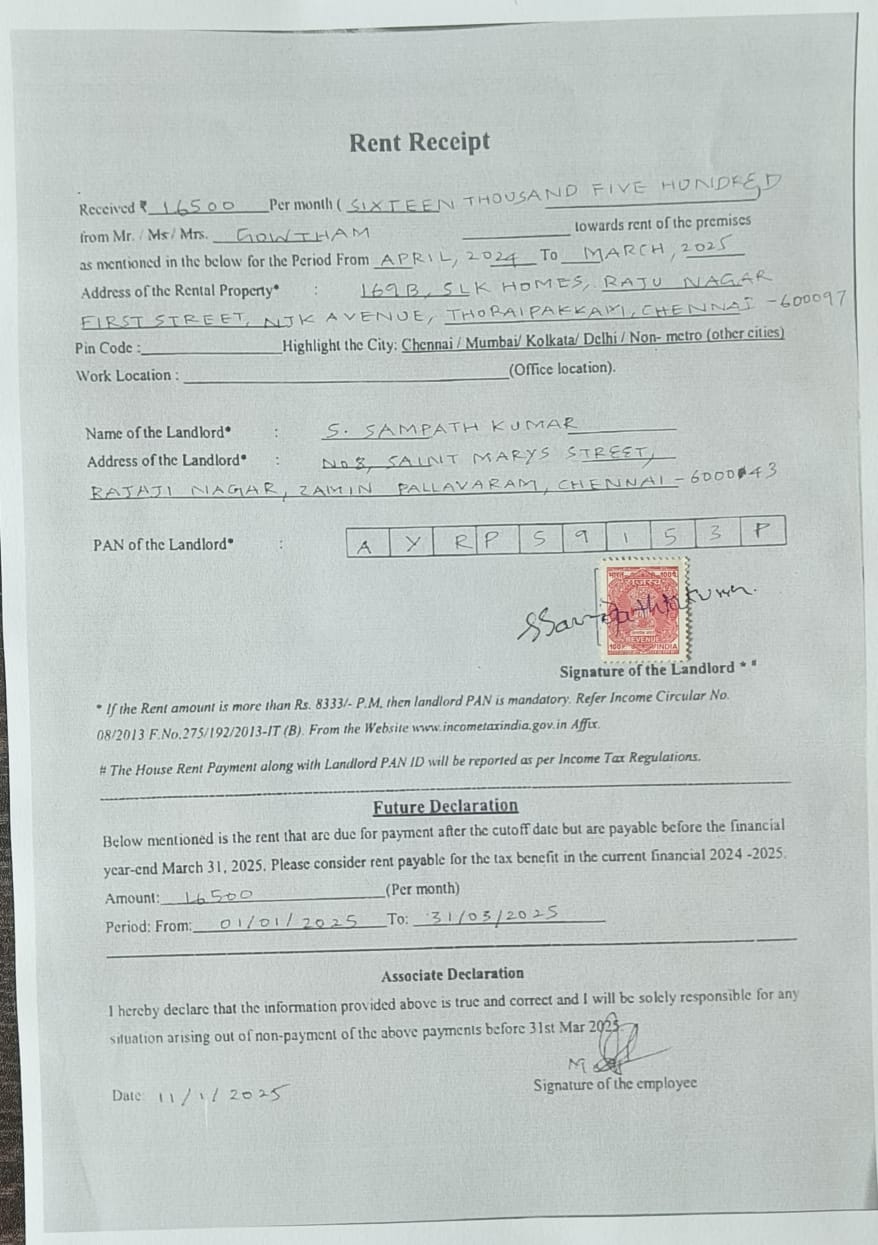 Rent Receipt
Received ₹ 16500 Per month ( SIXTEEN THOUSAND FIVE HUNDRED
from Mr. / Ms / Mrs. GOWTHAM towards rent of the premises
as mentioned in the below for the Period From APRIL, 2024 To MARCH, 2025
Address of the Rental Property* : 169B, SLK HOMES, RAJU NAGAR
FIRST STREET, NJK AVENUE, THORAIPAKKAM, CHENNAI -600097
Pin Code : Highlight the City: Chennai / Mumbai/ Kolkata/ Delhi / Non- metro (other cities)
Work Location : (Office location).
Name of the Landlord* : S. SAMPATH KUMAR
Address of the Landlord* : NO 8, SAINT MARYS STREET,
RAJAJI NAGAR, ZAMIN PALLAVARAM, CHENNAI -600043
PAN of the Landlord* : A Y R P S 9 1 5 3 P
भारत 100P
राजस्व
REVENUE
100P INDIA
Signature of the Landlord * #
* If the Rent amount is more than Rs. 8333/- P.M, then landlord PAN is mandatory. Refer Income Circular No.
08/2013 F.No.275/192/2013-IT (B). From the Website www.incometaxindia.gov.in Affix.
# The House Rent Payment along with Landlord PAN ID will be reported as per Income Tax Regulations.
Future Declaration
Below mentioned is the rent that are due for payment after the cutoff date but are payable before the financial
year-end March 31, 2025. Please consider rent payable for the tax benefit in the current financial 2024 -2025.
Amount: 16500 (Per month)
Period: From: 01/01/2025 To: 31/03/2025
Associate Declaration
I hereby declare that the information provided above is true and correct and I will be solely responsible for any
situation arising out of non-payment of the above payments before 31st Mar 2025
Signature of the employee
Date: 11/1/2025